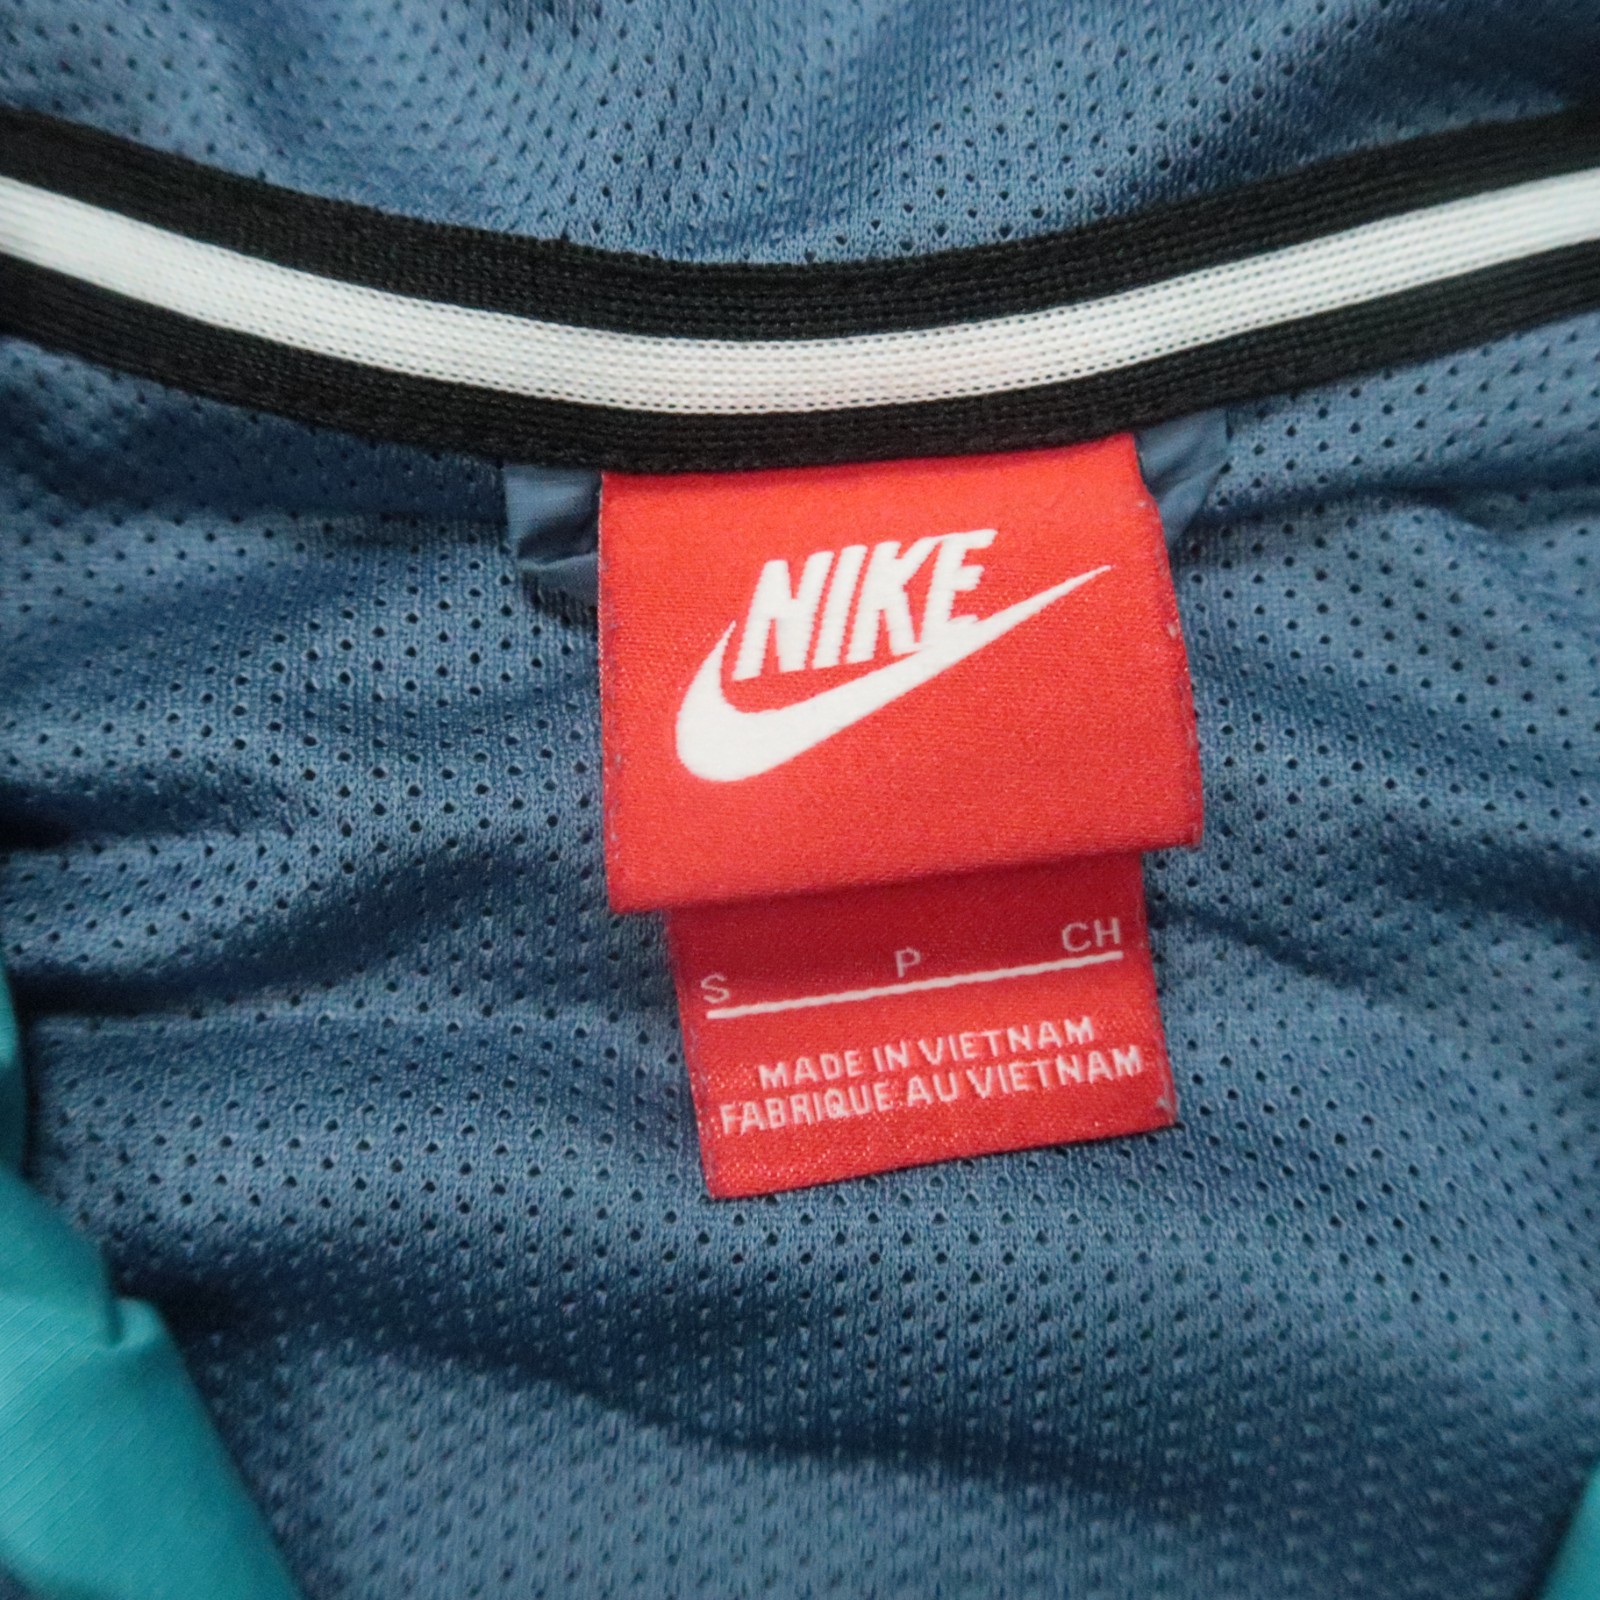 NIKE
S P CH
MADE IN VIETNAM
FABRIQUE AU VIETNAM